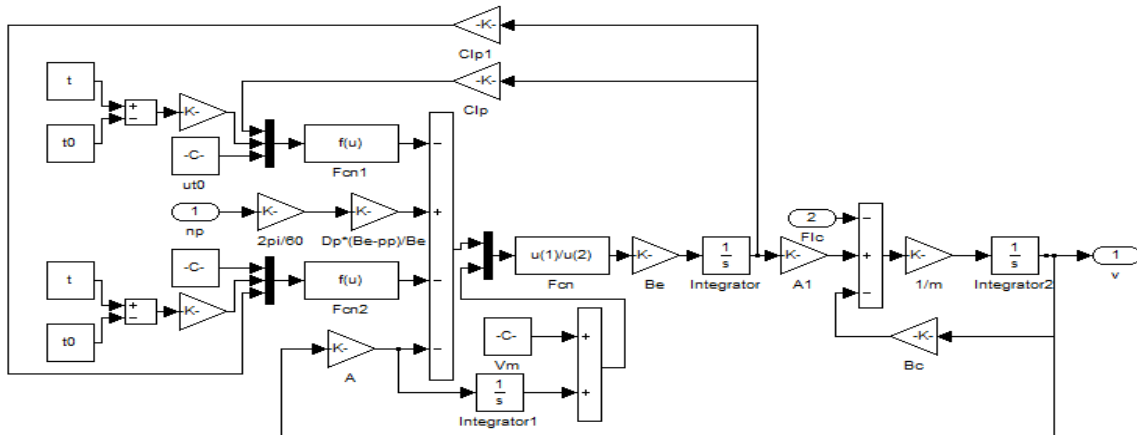 -K-
Clp1
-K-
Clp
t
+
−
K-
t0
-C-
ut0
f(u)
Fcn1
−
1
np
K-
2pi/60
K-
Dp*(Be-pp)/Be
+
2
Flc
−
u(1)/u(2)
Fcn
K-
Be
1
s
Integrator
K-
A1
+
K-
1/m
1
s
Integrator2
1
v
t
+
−
K-
t0
-C-
f(u)
Fcn2
−
−
-K-
Bc
K-
A
−
-C-
Vm
+
1
s
Integrator1
+